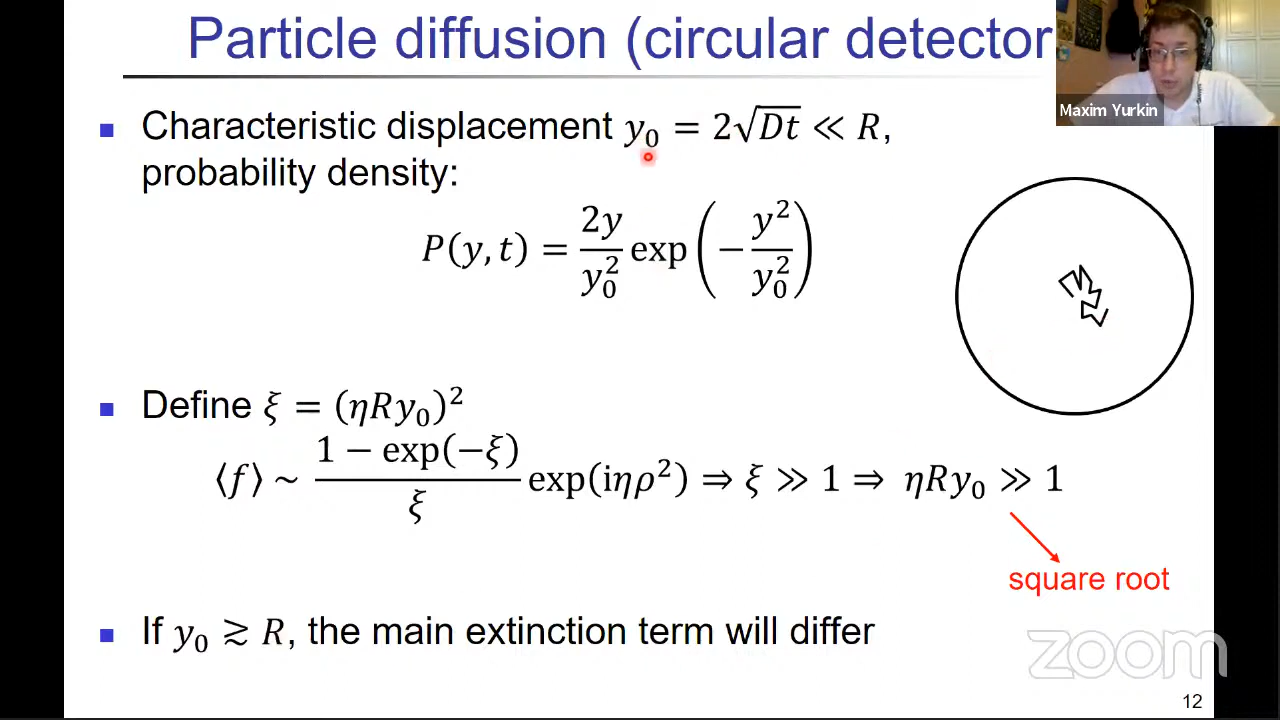 Particle diffusion (circular detector
Maxim Yurkin
■ Characteristic displacement y₀ = 2√Dt ≪ R,
probability density:
P(y, t) = 2y/y₀² exp(−y²/y₀²)
■ Define ξ = (ηRy₀)²
⟨f⟩ ~ (1 − exp(−ξ))/ξ exp(iηρ²) ⇒ ξ ≫ 1 ⇒ ηRy₀ ≫ 1
square root
■ If y₀ ≳ R, the main extinction term will differ
zoom
12